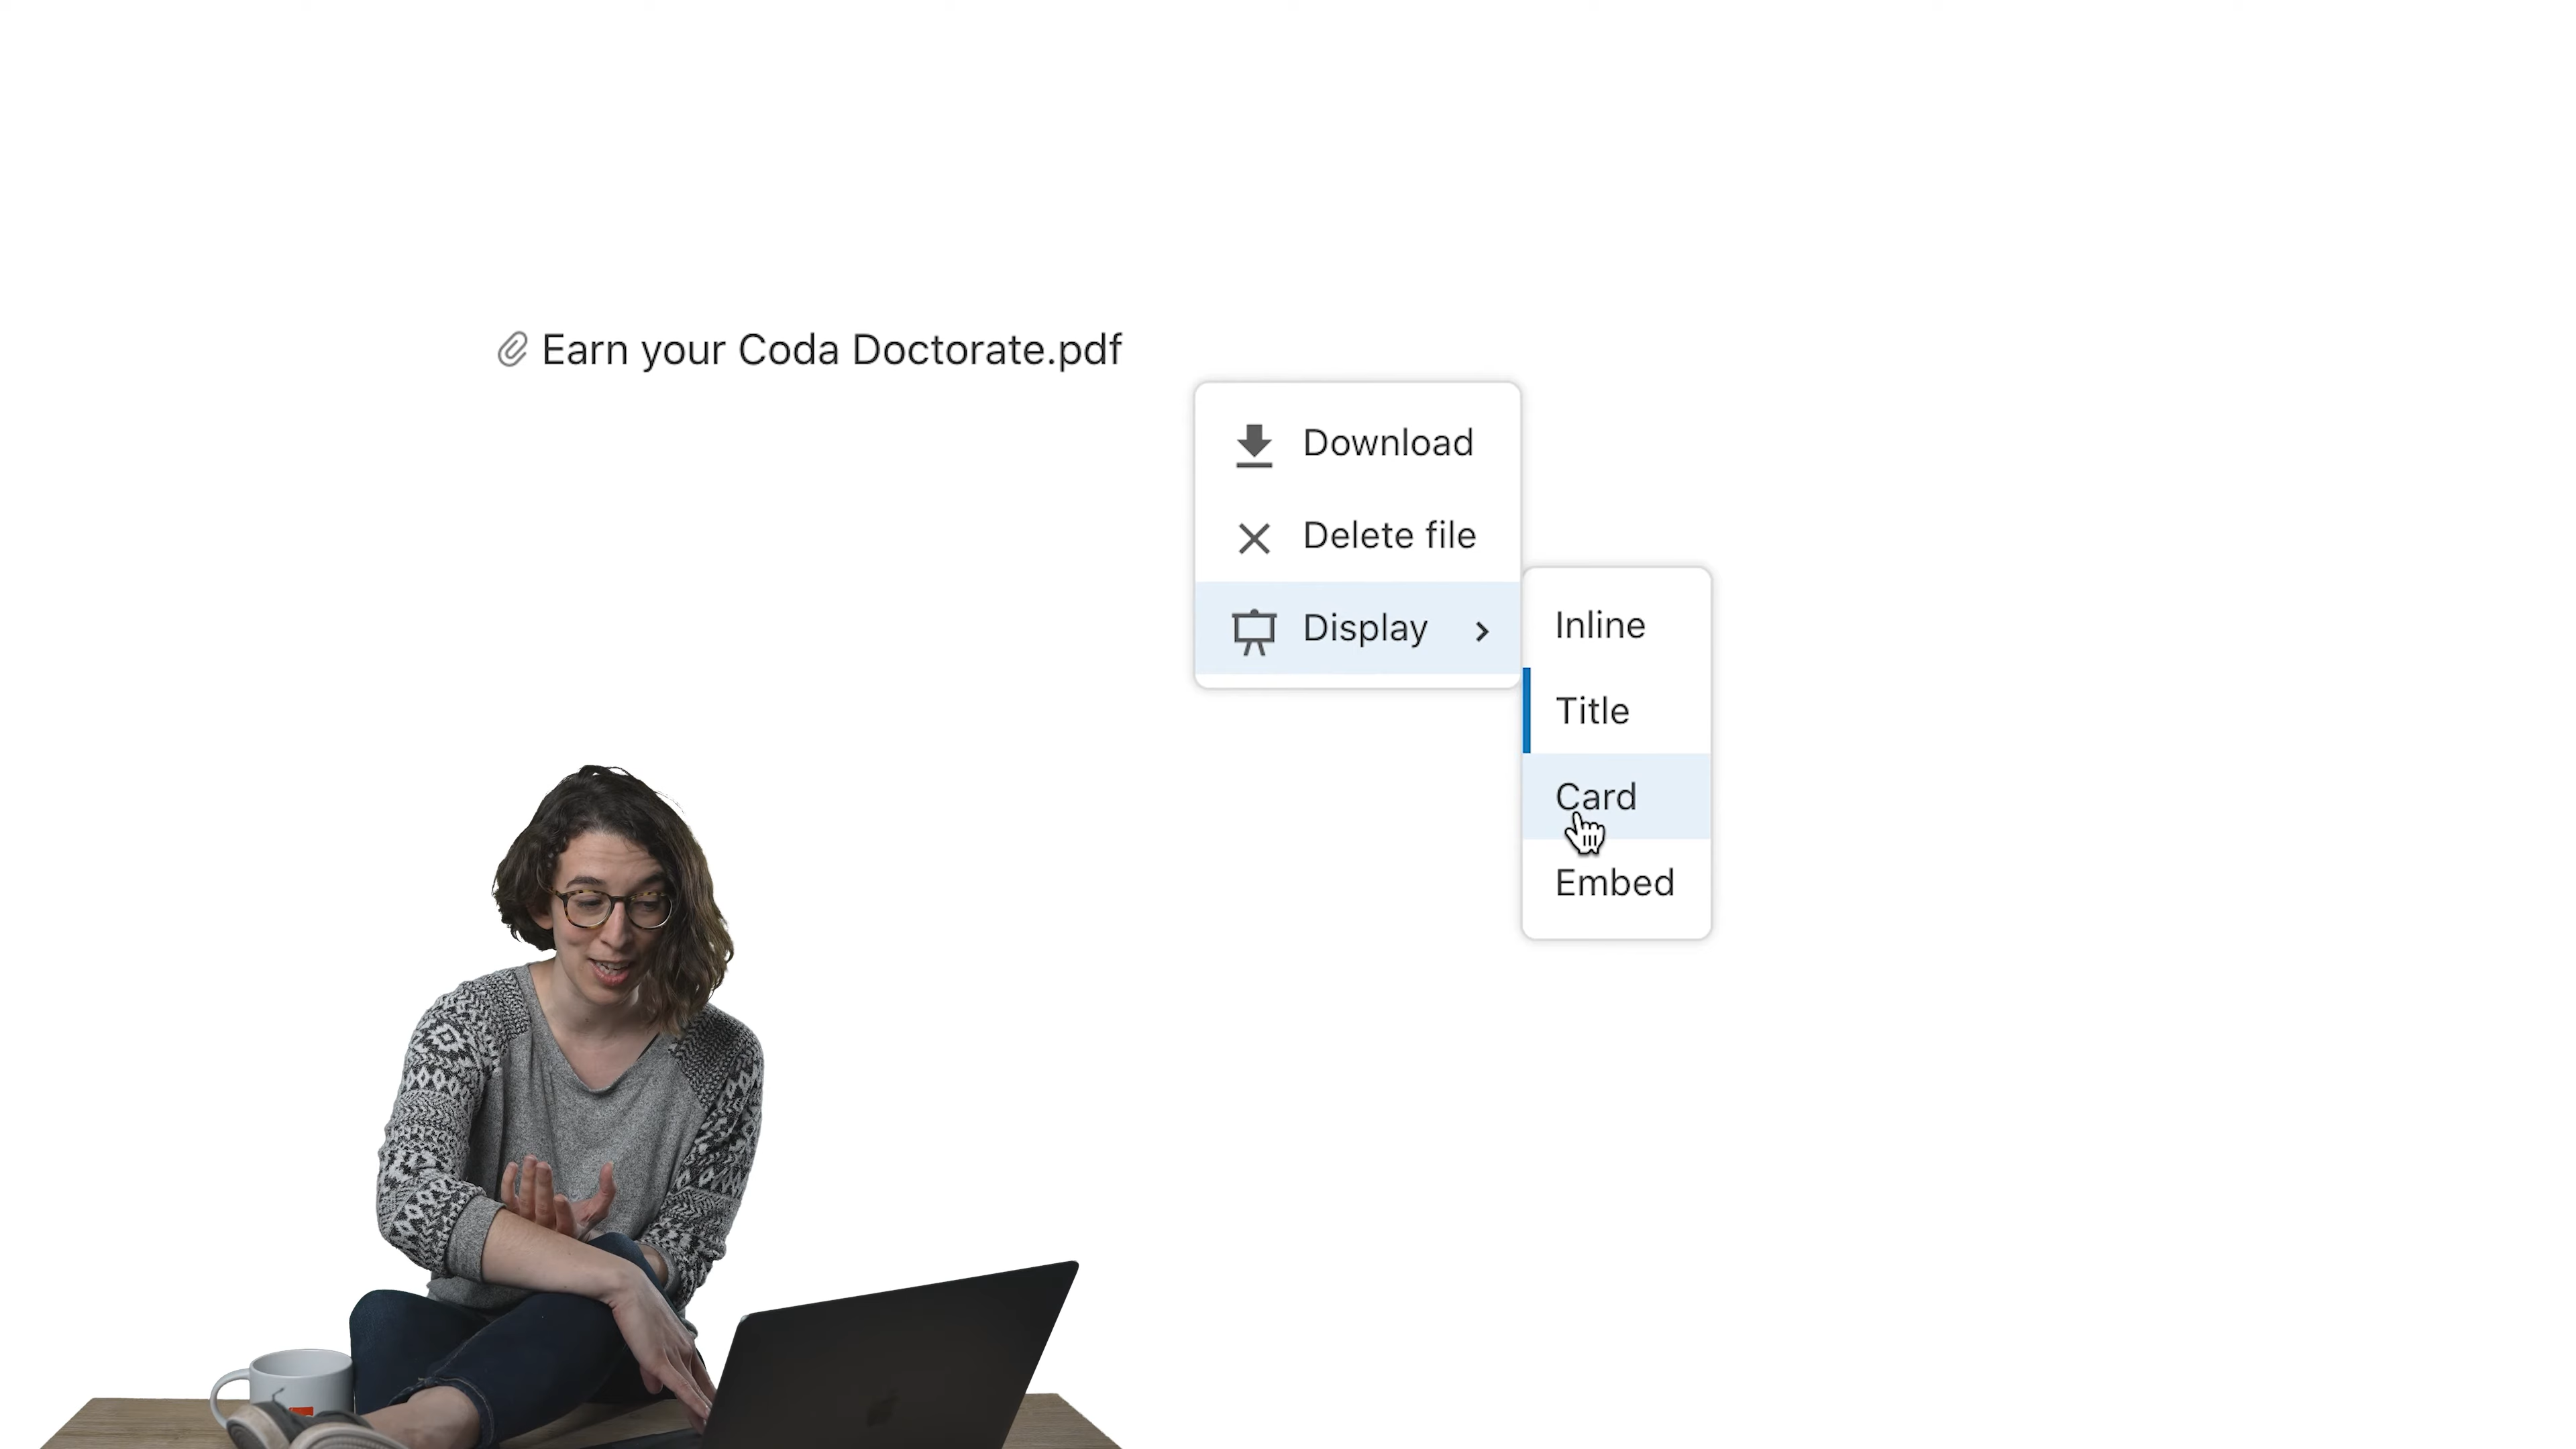 Earn your Coda Doctorate.pdf
Download
Delete file
Display
Inline
Title
Card
Embed